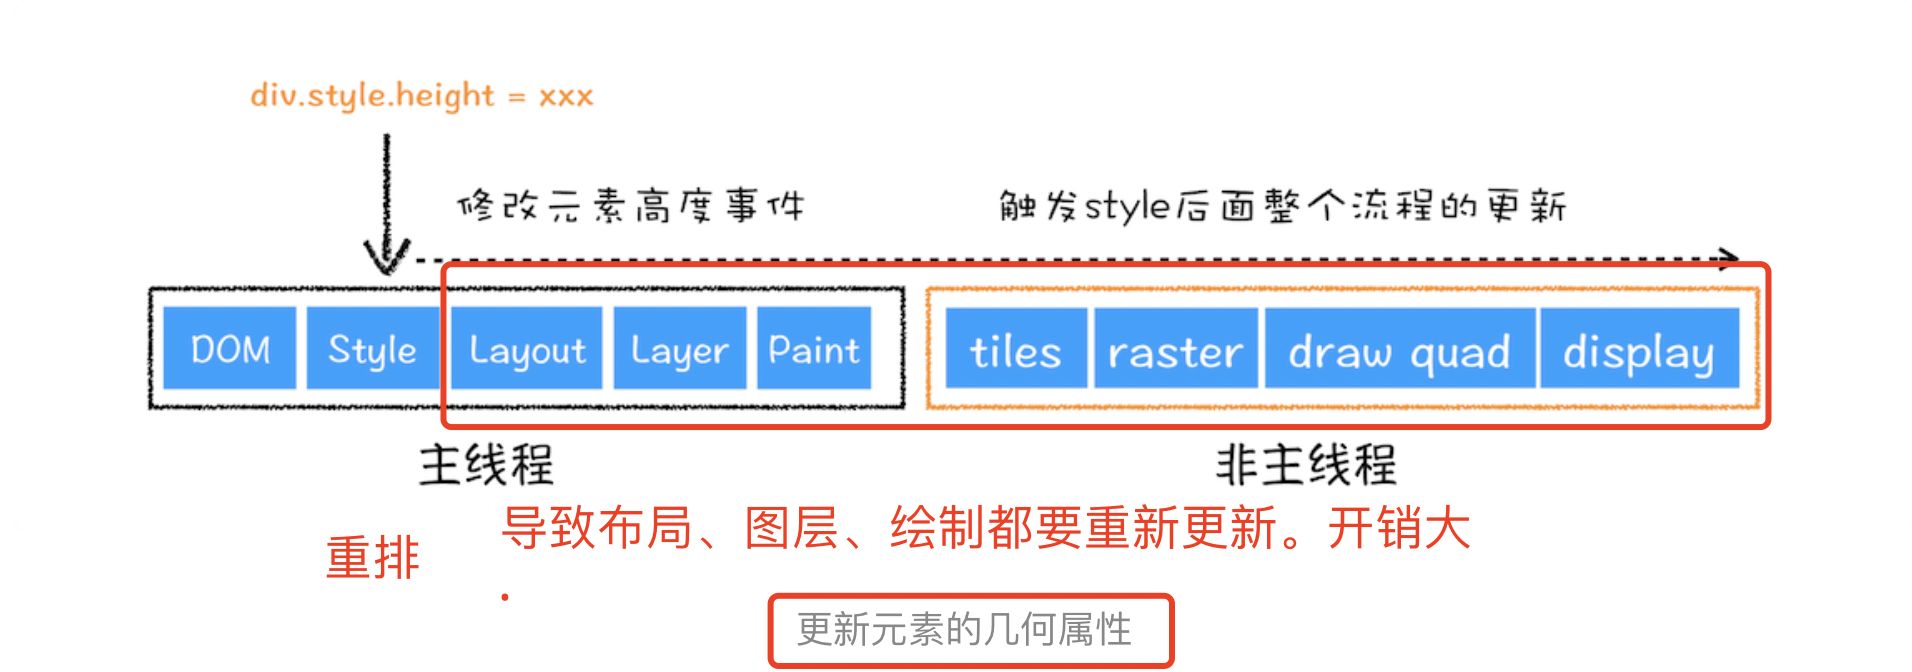 div.style.height = xxx
修改元素高度事件
触发style后面整个流程的更新
DOM Style Layout Layer Paint tiles raster draw quad display
主线程
非主线程
导致布局、图层、绘制都要重新更新。开销大
重排
更新元素的几何属性